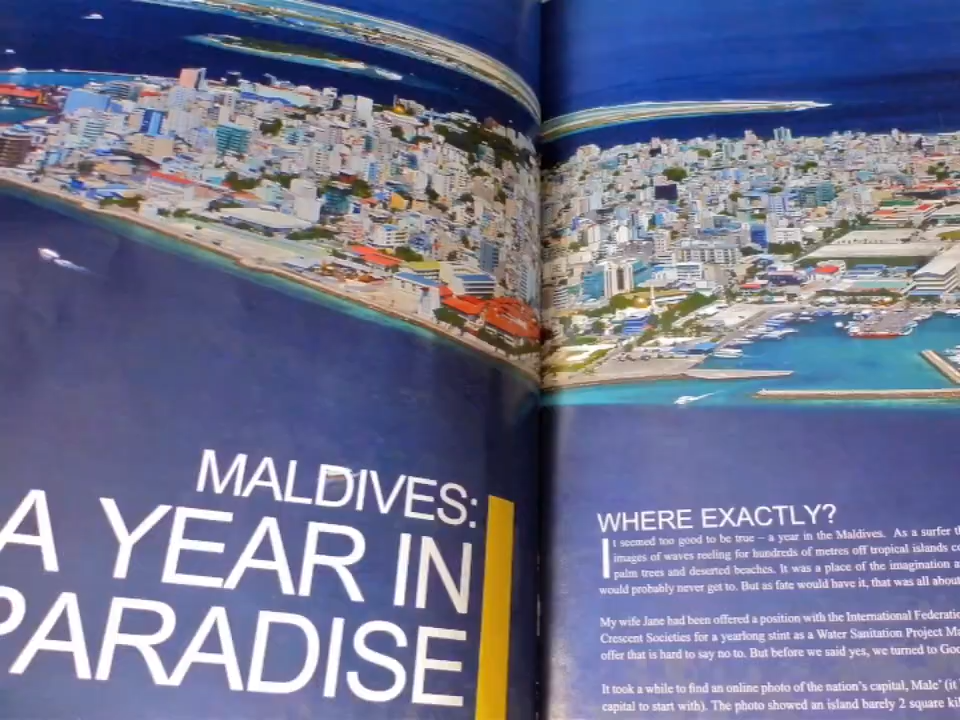 MALDIVES:
A YEAR IN
PARADISE
WHERE EXACTLY?
It seemed too good to be true – a year in the Maldives. As a surfer
images of waves reeling for hundreds of metres off tropical islands
palm trees and deserted beaches. It was a place of the imagination
would probably never get to. But as fate would have it, that was all about
My wife Jane had been offered a position with the International
Crescent Societies for a yearlong stint as a Water Sanitation Project
offer that is hard to say no to. But before we said yes, we turned to
It took a while to find an online photo of the nation's capital, Male' (it
capital to start with). The photo showed an island barely 2 square